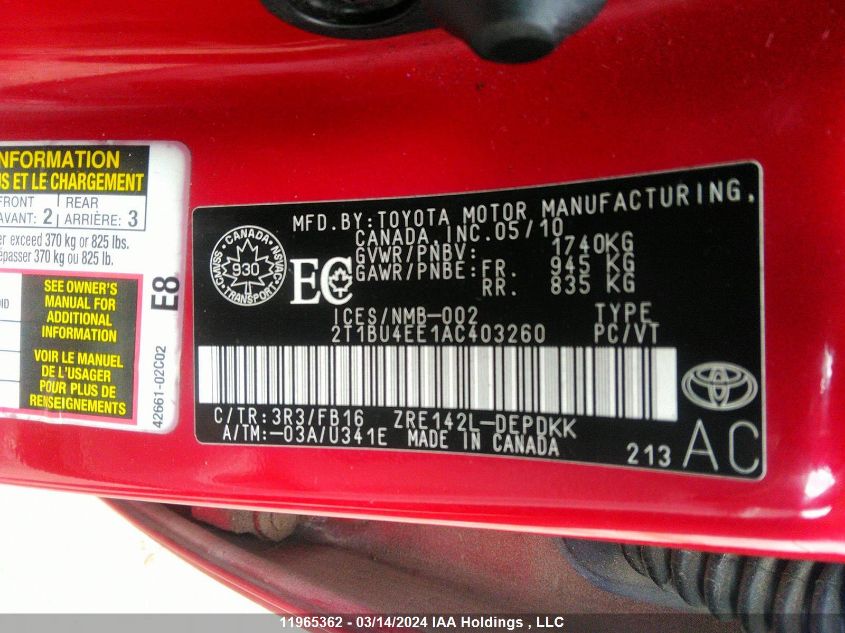 NFORMATION
US ET LE CHARGEMENT
FRONT REAR
AVANT: 2 ARRIÈRE: 3
er exceed 370 kg or 825 lbs.
épasser 370 kg ou 825 lb.
SEE OWNER'S
MANUAL FOR
ADDITIONAL
INFORMATION
VOIR LE MANUEL
DE L'USAGER
POUR PLUS DE
RENSEIGNEMENTS
E8
42661-02C02
MFD.BY:TOYOTA MOTOR MANUFACTURING,
CANADA,INC.05/10
GVWR/PNBV: 1740KG
GAWR/PNBE:FR. 945 KG
RR. 835 KG
CANADA
930
TRANSPORT
EC
ICES/NMB-002 TYPE
2T1BU4EE1AC403260 PC/VT
C/TR:3R3/FB16 ZRE142L-DEPDKK
A/TM:-03A/U341E MADE IN CANADA
213 AC
11965362 - 03/14/2024 IAA Holdings , LLC